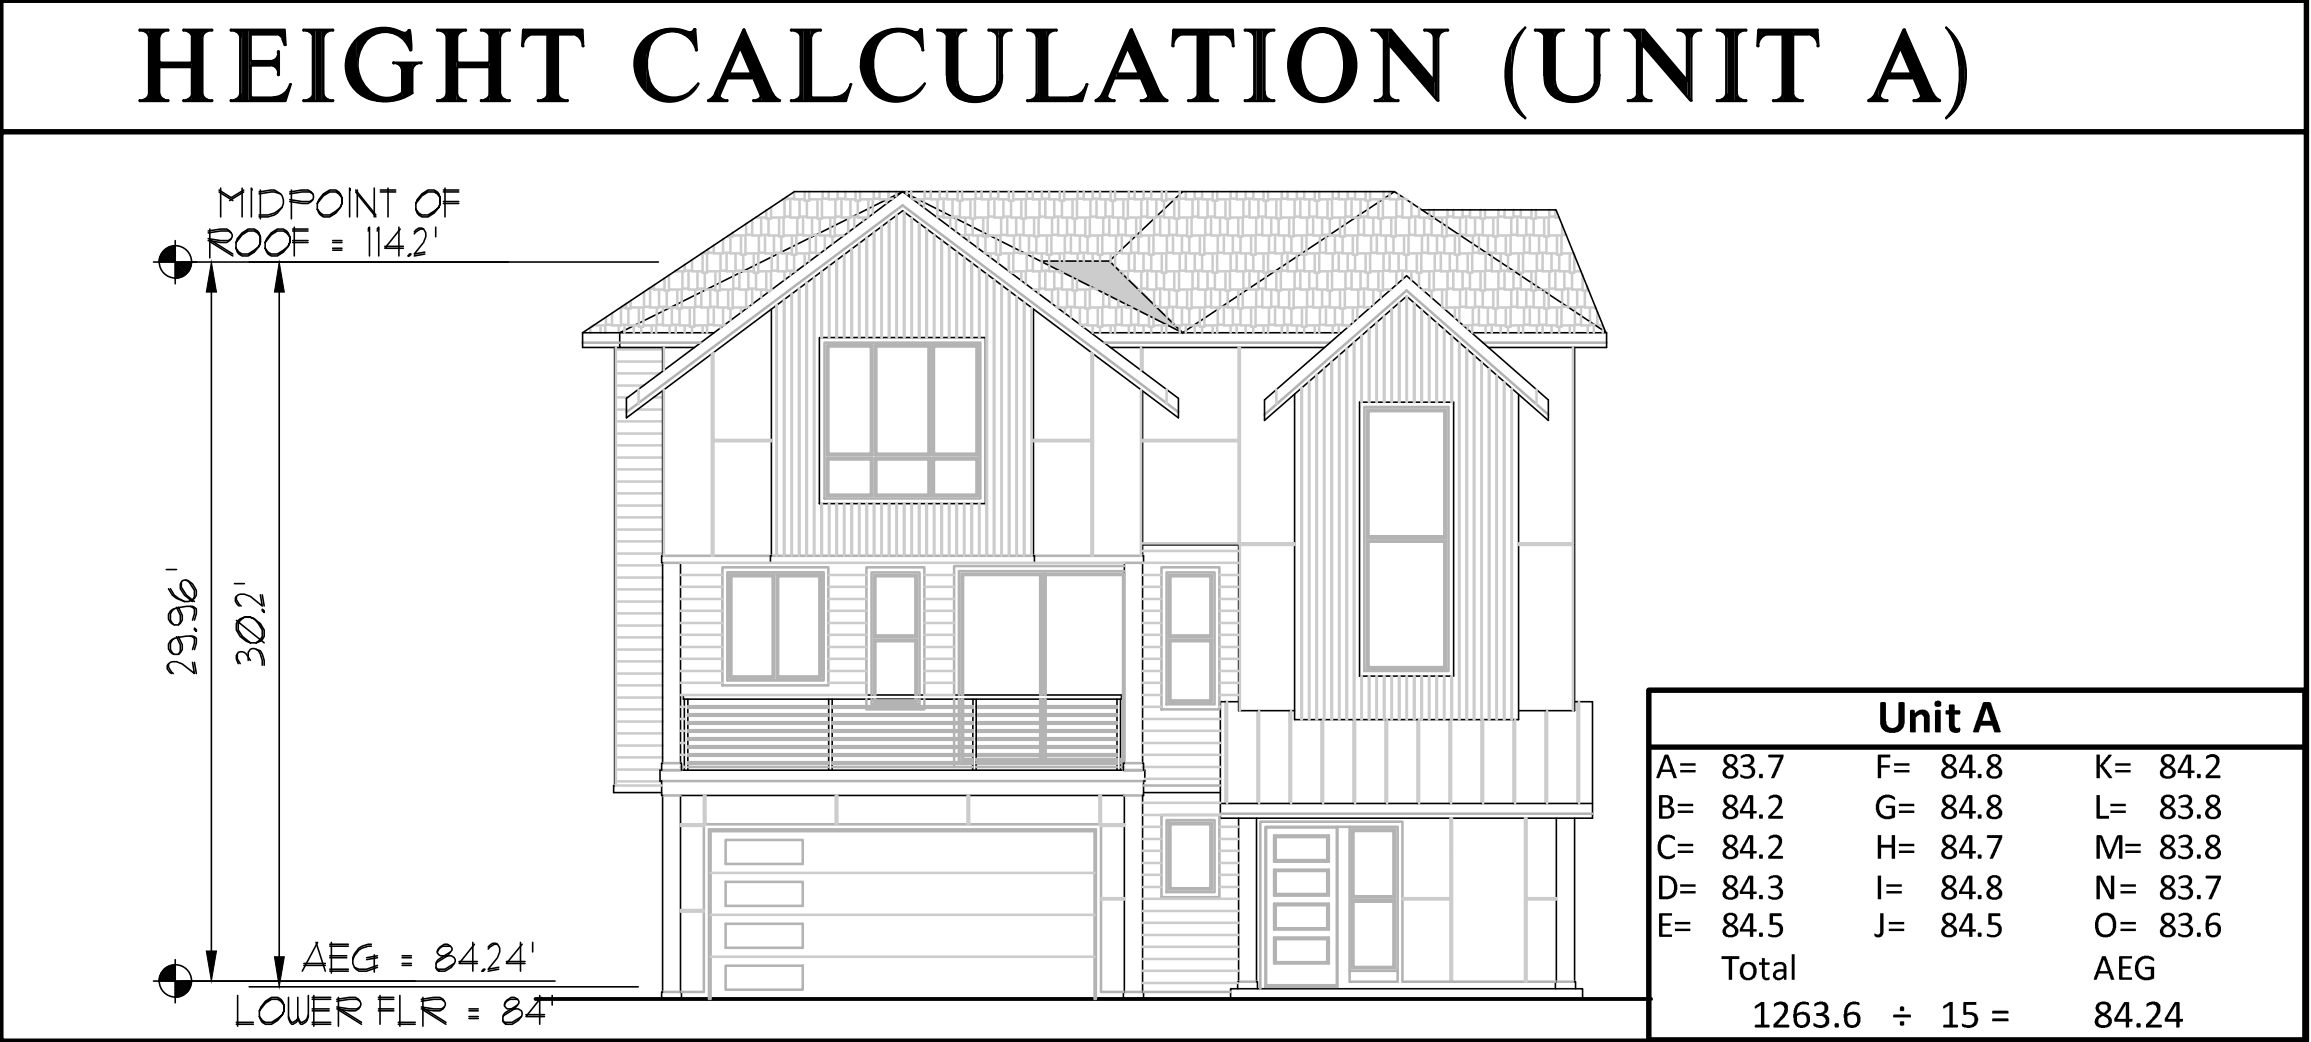 HEIGHT CALCULATION (UNIT A)
MIDPOINT OF
ROOF = 114.2'
29.96'
30.2'
AEG = 84.24'
LOWER FLR = 84'
Unit A
A= 83.7 F= 84.8 K= 84.2
B= 84.2 G= 84.8 L= 83.8
C= 84.2 H= 84.7 M= 83.8
D= 84.3 I= 84.8 N= 83.7
E= 84.5 J= 84.5 O= 83.6
Total AEG
1263.6 ÷ 15 = 84.24